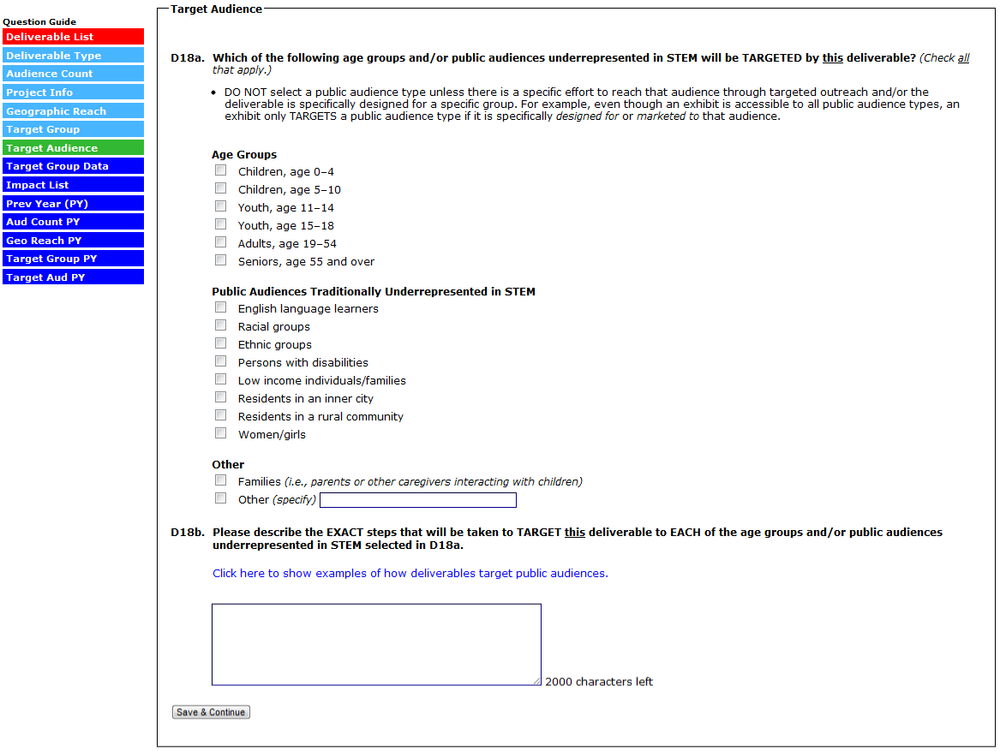 Question Guide
Deliverable List
Deliverable Type
Audience Count
Project Info
Geographic Reach
Target Group
Target Audience
Target Group Data
Impact List
Prev Year (PY)
Aud Count PY
Geo Reach PY
Target Group PY
Target Aud PY
Target Audience
D18a. Which of the following age groups and/or public audiences underrepresented in STEM will be TARGETED by this deliverable? (Check all
that apply.)
• DO NOT select a public audience type unless there is a specific effort to reach that audience through targeted outreach and/or the
deliverable is specifically designed for a specific group. For example, even though an exhibit is accessible to all public audience types, an
exhibit only TARGETS a public audience type if it is specifically designed for or marketed to that audience.
Age Groups
Children, age 0–4
Children, age 5–10
Youth, age 11–14
Youth, age 15–18
Adults, age 19–54
Seniors, age 55 and over
Public Audiences Traditionally Underrepresented in STEM
English language learners
Racial groups
Ethnic groups
Persons with disabilities
Low income individuals/families
Residents in an inner city
Residents in a rural community
Women/girls
Other
Families (i.e., parents or other caregivers interacting with children)
Other (specify)
D18b. Please describe the EXACT steps that will be taken to TARGET this deliverable to EACH of the age groups and/or public audiences
underrepresented in STEM selected in D18a.
Click here to show examples of how deliverables target public audiences.
2000 characters left
Save & Continue